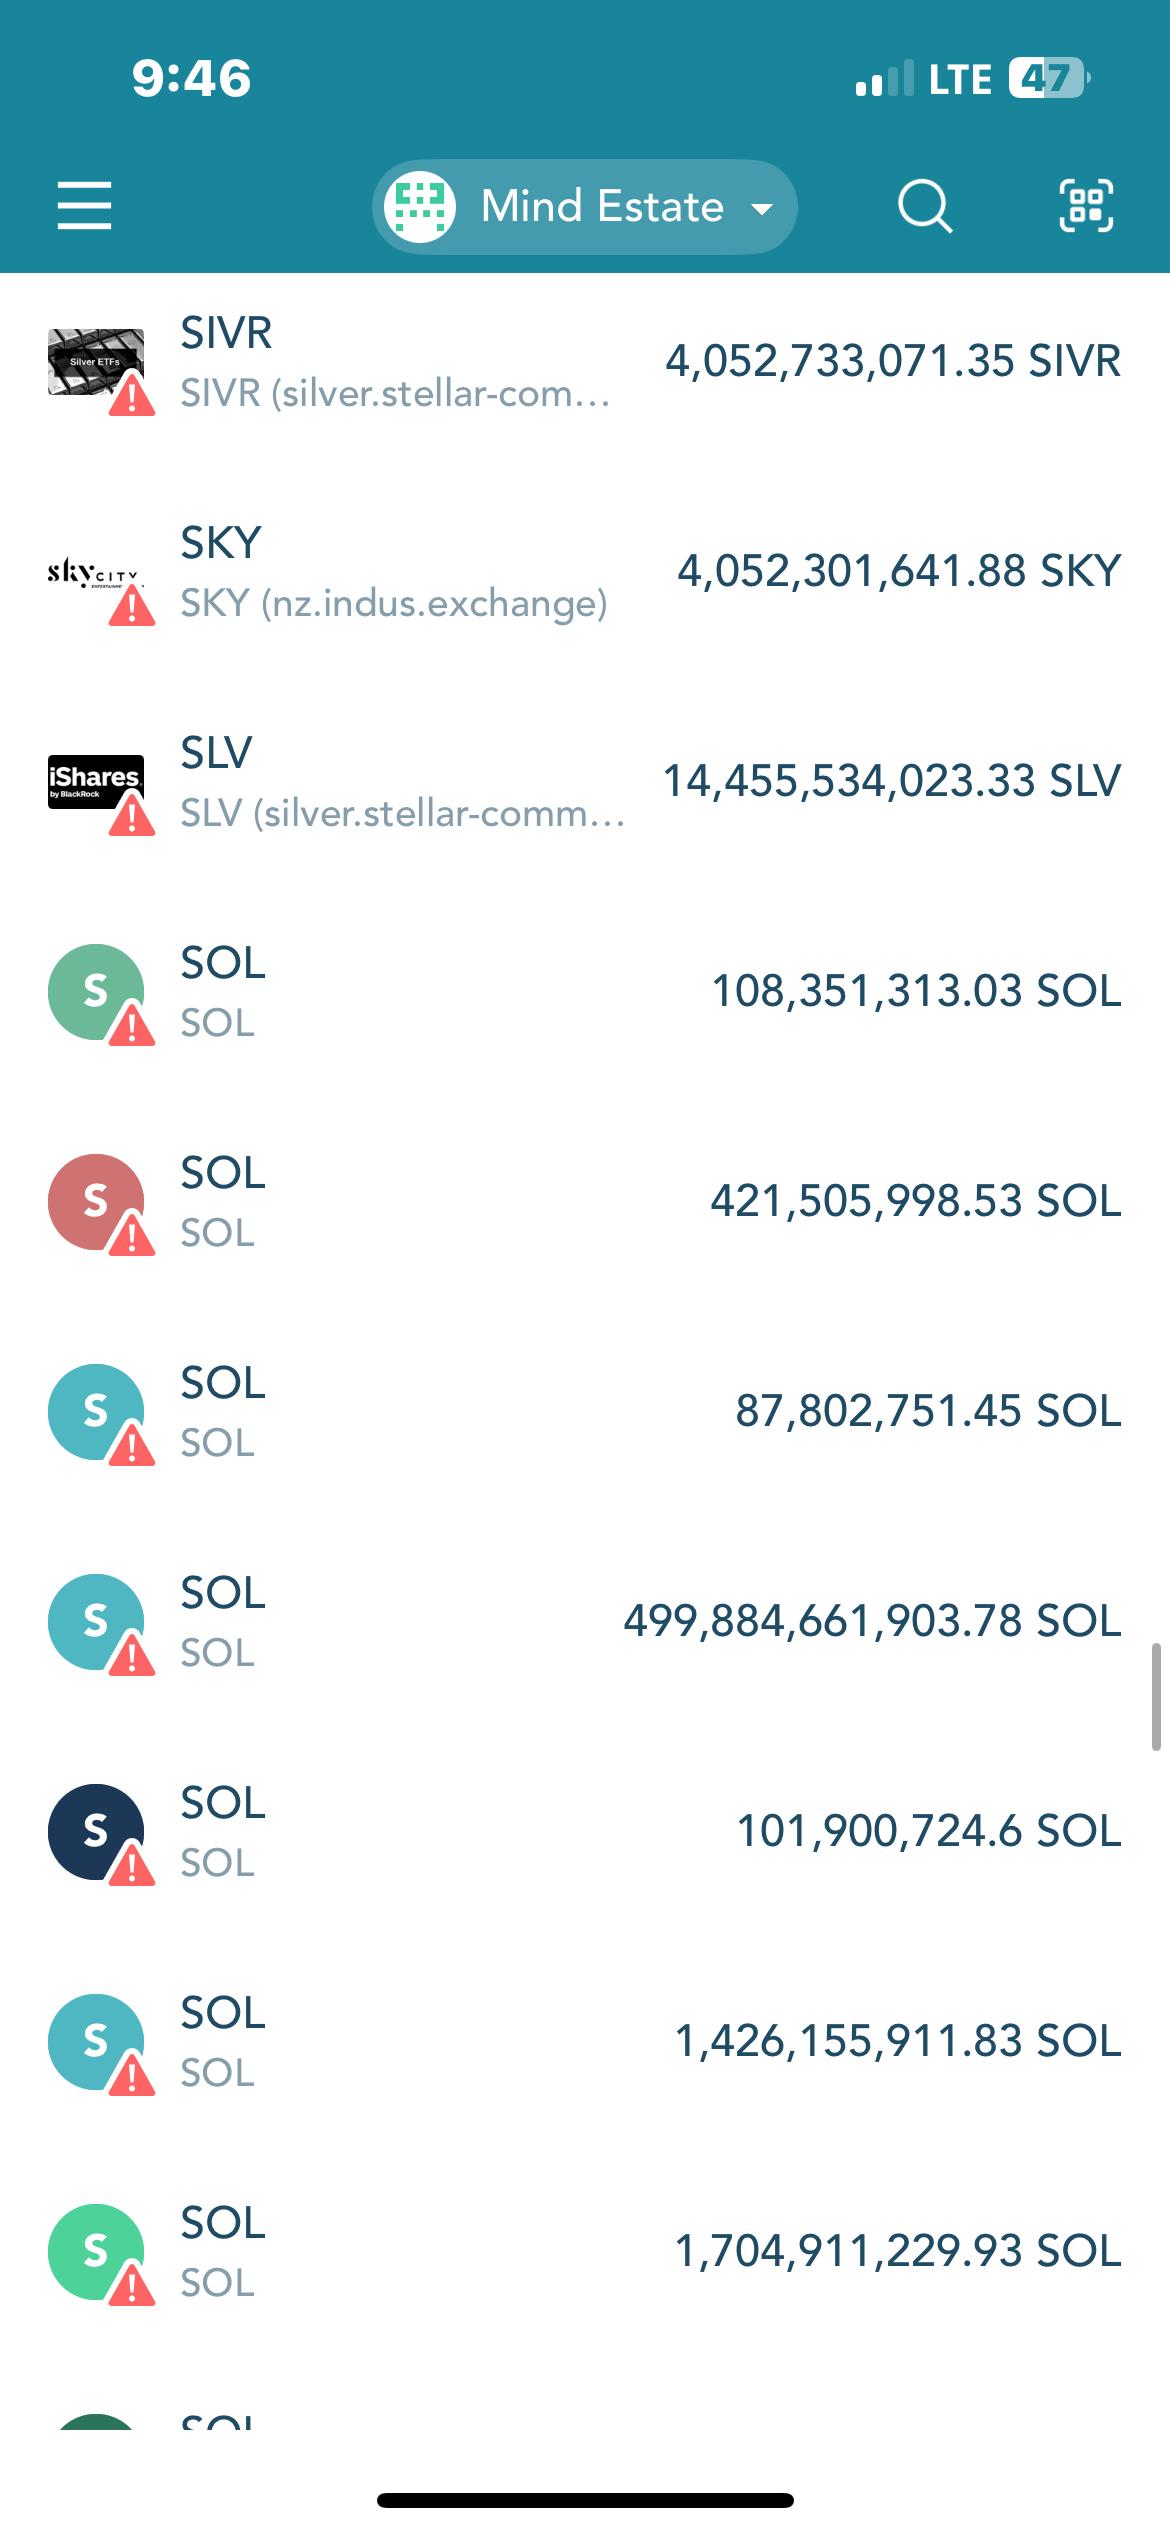 9:46
LTE 47
Mind Estate
Silver ETFs
SIVR
SIVR (silver.stellar-com...
4,052,733,071.35 SIVR
sky CITY
ENTERTAINMENT
SKY
SKY (nz.indus.exchange)
4,052,301,641.88 SKY
iShares
by BlackRock
SLV
SLV (silver.stellar-comm...
14,455,534,023.33 SLV
S
SOL
SOL
108,351,313.03 SOL
S
SOL
SOL
421,505,998.53 SOL
S
SOL
SOL
87,802,751.45 SOL
S
SOL
SOL
499,884,661,903.78 SOL
S
SOL
SOL
101,900,724.6 SOL
S
SOL
SOL
1,426,155,911.83 SOL
S
SOL
SOL
1,704,911,229.93 SOL
SOL